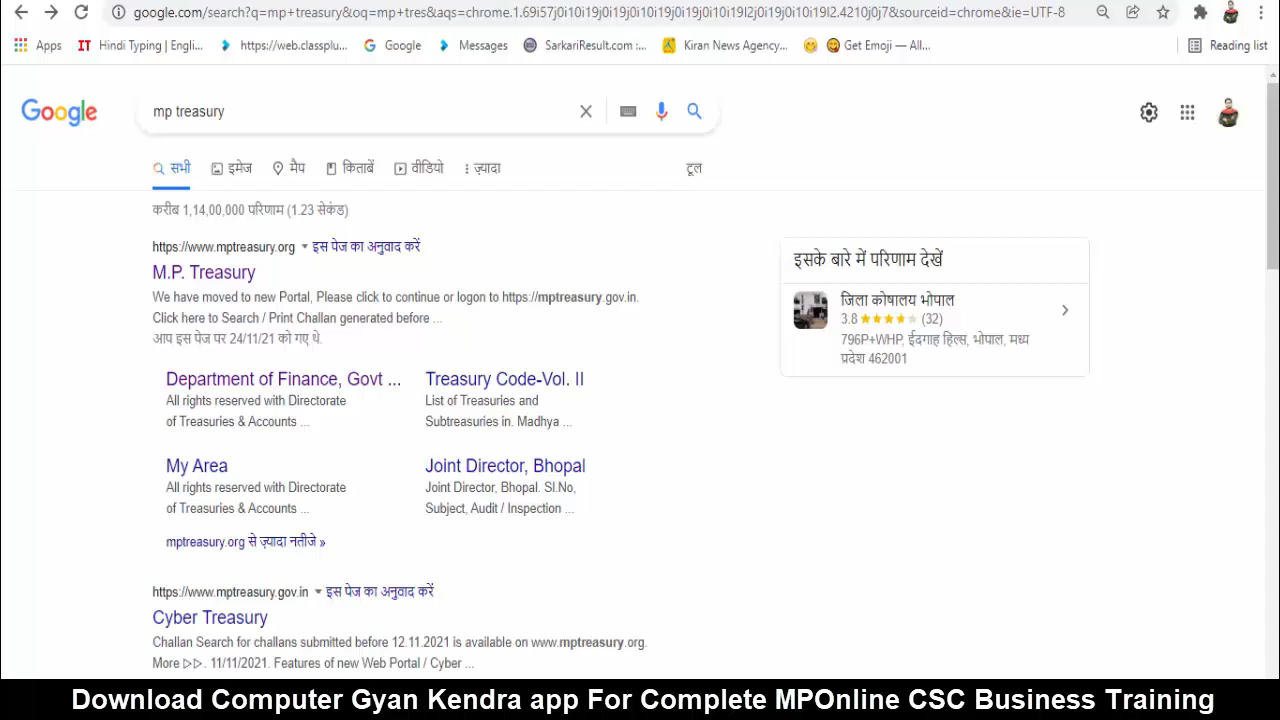 google.com/search?q=mp+treasury&oq=mp+tres&aqs=chrome.1.69i57j0i10i19j0i19j0i10i19j0i19j0i10i19l2j0i19j0i10i19l2.4210j0j7&sourceid=chrome&ie=UTF-8
Apps IT Hindi Typing | Engli... https://web.classplu... Google Messages SarkariResult.com :... Kiran News Agency... Get Emoji — All... Reading list
Google mp treasury
सभी इमेज मैप किताबें वीडियो ज़्यादा टूल
करीब 1,14,00,000 परिणाम (1.23 सेकंड)
https://www.mptreasury.org इस पेज का अनुवाद करें
M.P. Treasury
We have moved to new Portal, Please click to continue or logon to https://mptreasury.gov.in.
Click here to Search / Print Challan generated before ...
आप इस पेज पर 24/11/21 को गए थे.
Department of Finance, Govt ...
All rights reserved with Directorate
of Treasuries & Accounts ...
Treasury Code-Vol. II
List of Treasuries and
Subtreasuries in. Madhya ...
My Area
All rights reserved with Directorate
of Treasuries & Accounts ...
Joint Director, Bhopal
Joint Director, Bhopal. Sl.No,
Subject, Audit / Inspection ...
mptreasury.org से ज़्यादा नतीजे »
https://www.mptreasury.gov.in इस पेज का अनुवाद करें
Cyber Treasury
Challan Search for challans submitted before 12.11.2021 is available on www.mptreasury.org.
More ▷▷. 11/11/2021. Features of new Web Portal / Cyber ...
इसके बारे में परिणाम देखें
जिला कोषालय भोपाल
3.8 ★★★★★ (32)
796P+WHP, ईदगाह हिल्स, भोपाल, मध्य
प्रदेश 462001
Download Computer Gyan Kendra app For Complete MPOnline CSC Business Training